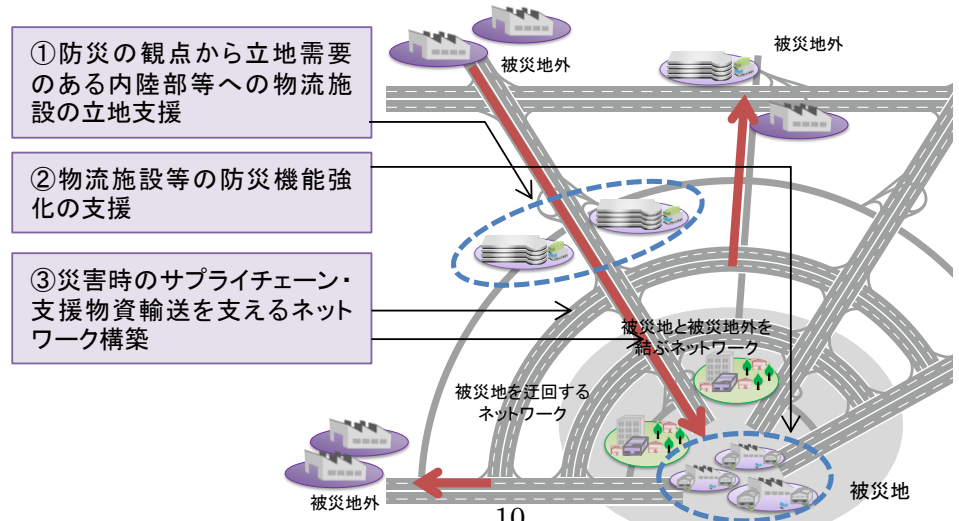 ①防災の観点から立地需要
のある内陸部等への物流施
設の立地支援
②物流施設等の防災機能強
化の支援
③災害時のサプライチェーン・
支援物資輸送を支えるネット
ワーク構築
被災地外
被災地外
被災地と被災地外を
結ぶネットワーク
被災地を迂回する
ネットワーク
被災地外
被災地
10